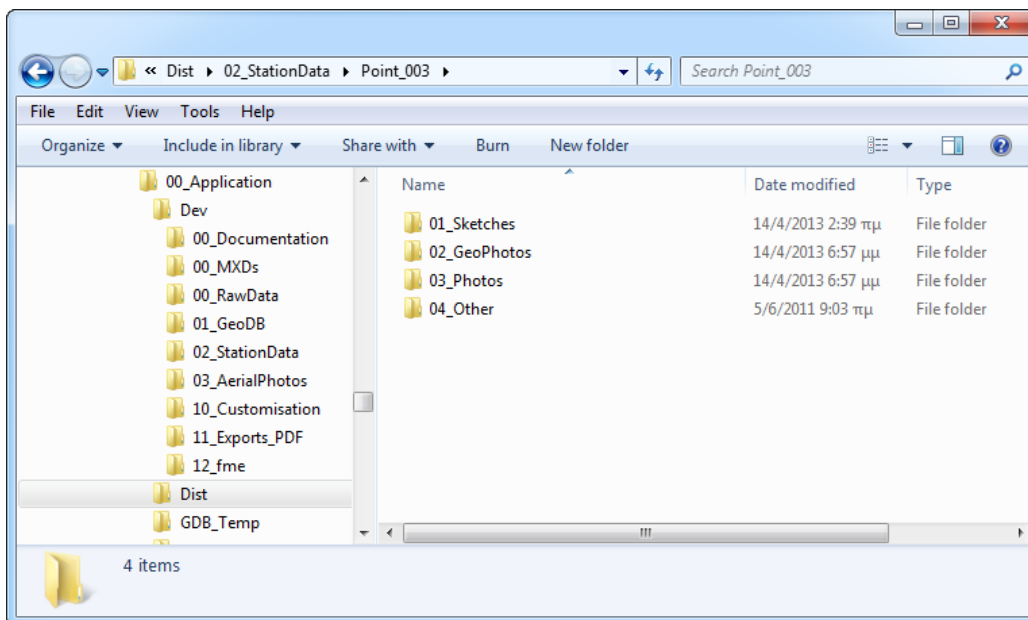 « Dist ▸ 02_StationData ▸ Point_003 ▸ Search Point_003
File Edit View Tools Help
Organize Include in library Share with Burn New folder
00_Application
Dev
00_Documentation
00_MXDs
00_RawData
01_GeoDB
02_StationData
03_AerialPhotos
10_Customisation
11_Exports_PDF
12_fme
Dist
GDB_Temp
Name Date modified Type
01_Sketches 14/4/2013 2:39 πμ File folder
02_GeoPhotos 14/4/2013 6:57 μμ File folder
03_Photos 14/4/2013 6:57 μμ File folder
04_Other 5/6/2011 9:03 πμ File folder
4 items